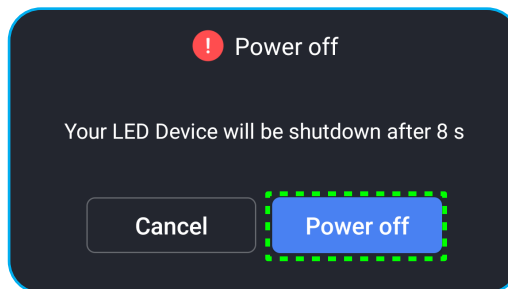 ! Power off
Your LED Device will be shutdown after 8 s
Cancel Power off